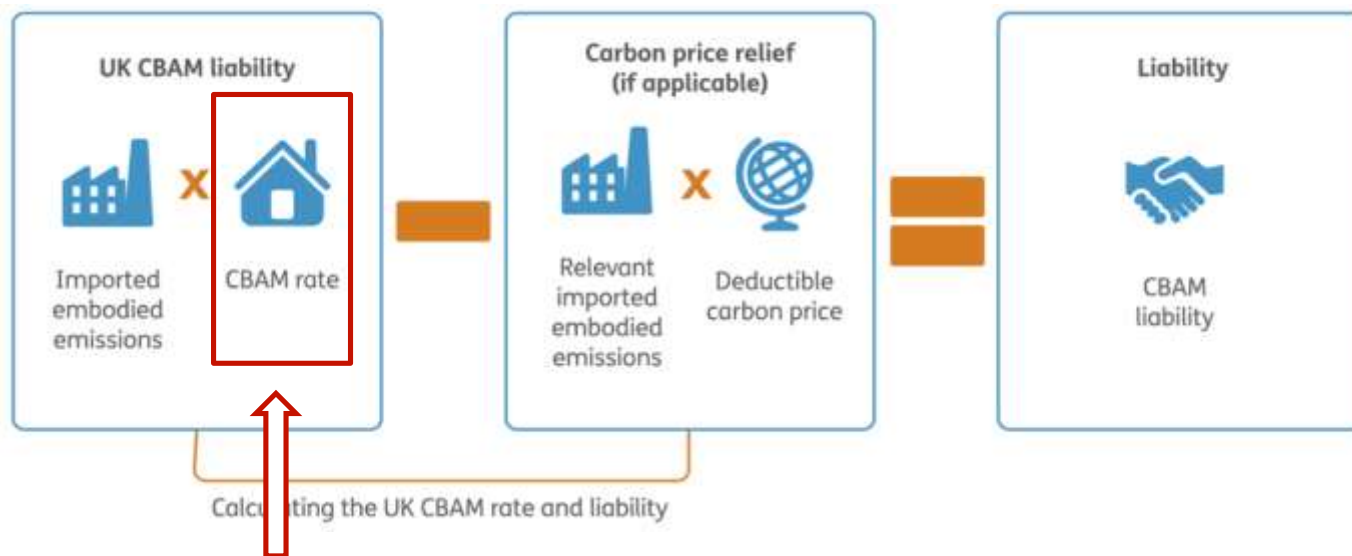 UK CBAM liability
X
Imported
embodied
emissions
CBAM rate
Carbon price relief
(if applicable)
X
Relevant
imported
embodied
emissions
Deductible
carbon price
Liability
CBAM
liability
Calculating the UK CBAM rate and liability